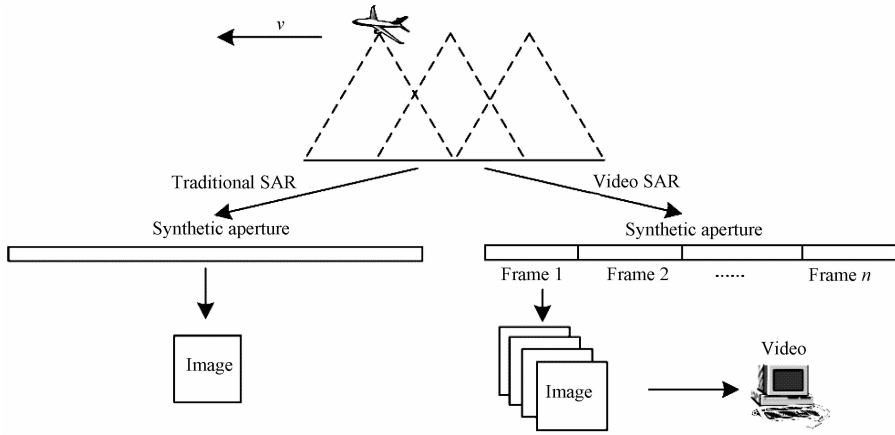 v
Traditional SAR
Video SAR
Synthetic aperture
Synthetic aperture
Frame 1
Frame 2
......
Frame n
Image
Image
Video